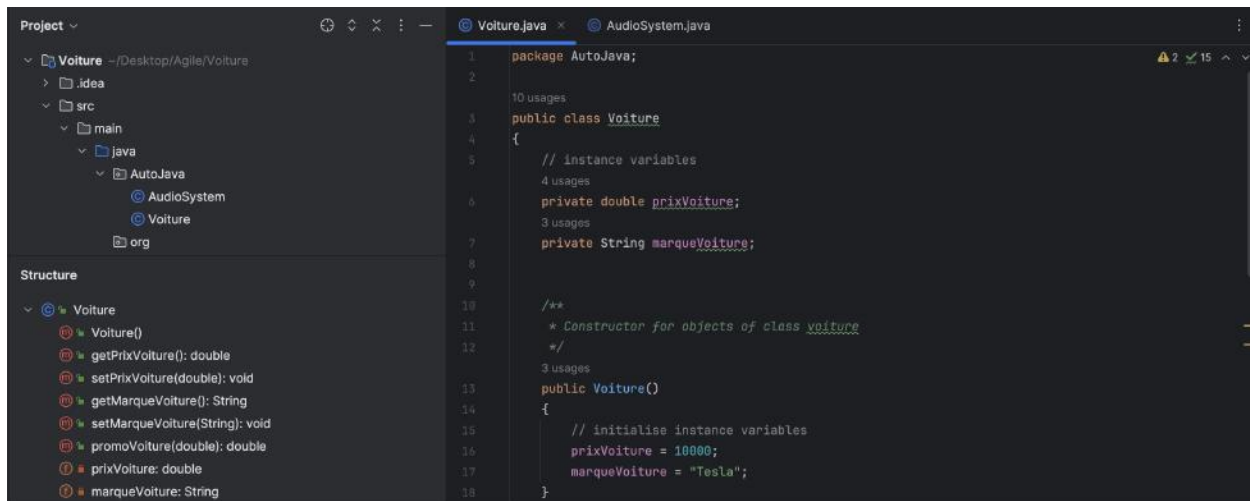 Project
Voiture ~/Desktop/Agile/Voiture
.idea
src
main
java
AutoJava
AudioSystem
Voiture
org
Structure
Voiture
Voiture()
getPrixVoiture(): double
setPrixVoiture(double): void
getMarqueVoiture(): String
setMarqueVoiture(String): void
promoVoiture(double): double
prixVoiture: double
marqueVoiture: String
Voiture.java AudioSystem.java
2 15
1 package AutoJava;
2
10 usages
3 public class Voiture
4 {
5 // instance variables
4 usages
6 private double prixVoiture;
3 usages
7 private String marqueVoiture;
8
9
10 /**
11 * Constructor for objects of class voiture
12 */
3 usages
13 public Voiture()
14 {
15 // initialise instance variables
16 prixVoiture = 10000;
17 marqueVoiture = "Tesla";
18 }